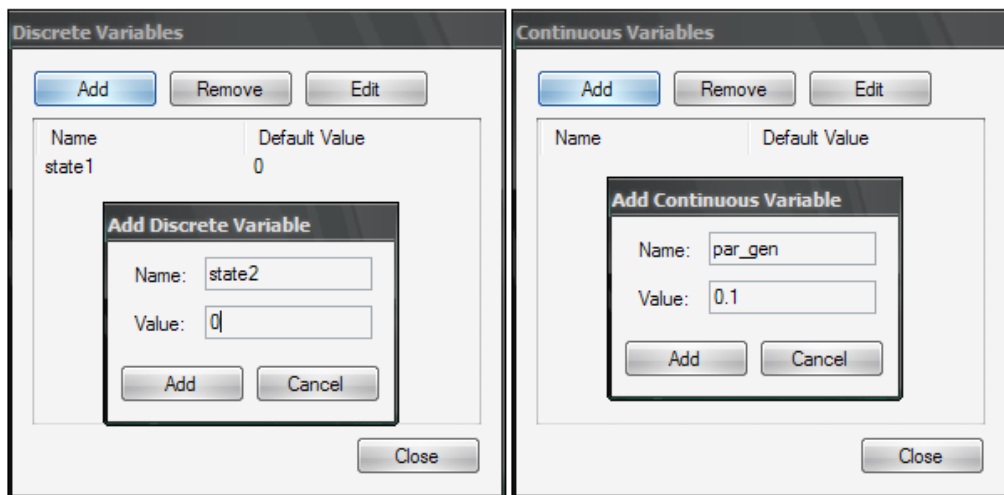 Discrete Variables
Add Remove Edit
Name Default Value
state1 0
Add Discrete Variable
Name: state2
Value: 0
Add Cancel
Close
Continuous Variables
Add Remove Edit
Name Default Value
Add Continuous Variable
Name: par_gen
Value: 0.1
Add Cancel
Close